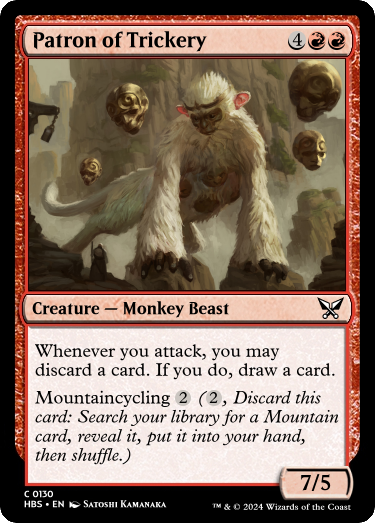 Patron of Trickery 4
Creature — Monkey Beast
Whenever you attack, you may
discard a card. If you do, draw a card.
Mountaincycling 2 (2, Discard this
card: Search your library for a Mountain
card, reveal it, put it into your hand,
then shuffle.)
7/5
C 0130
HBS • EN SATOSHI KAMANAKA
™ & © 2024 Wizards of the Coast